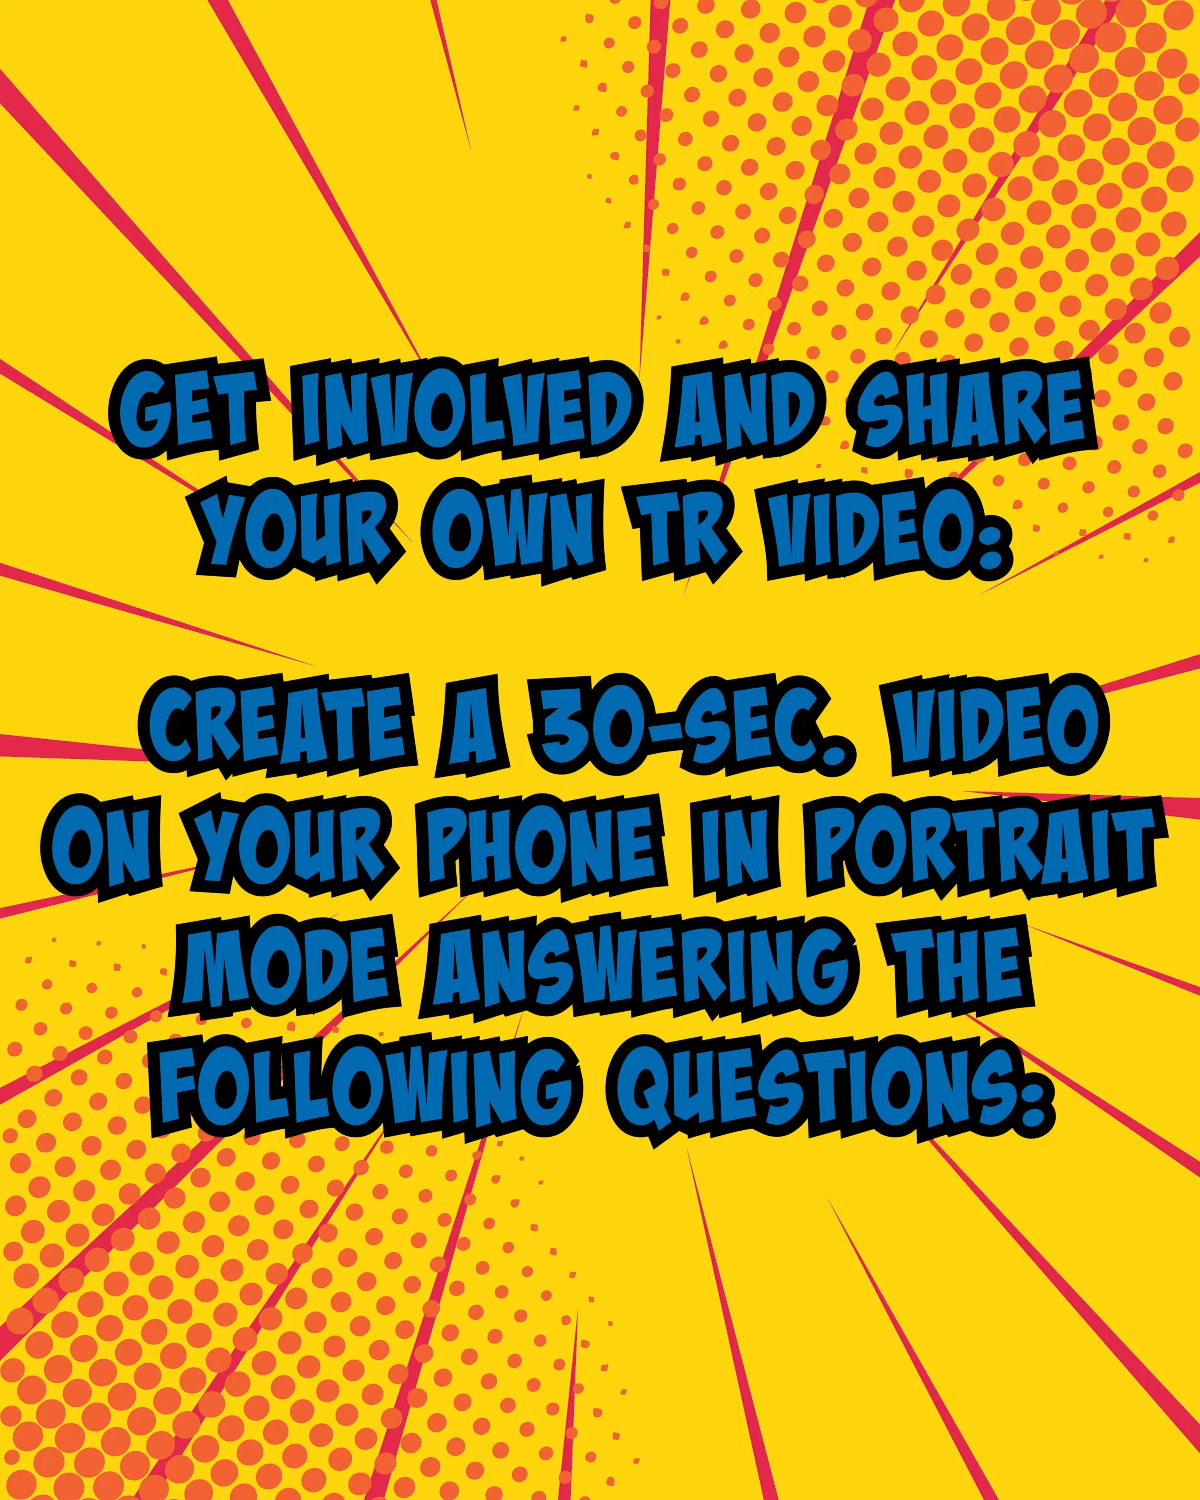 GET INVOLVED AND SHARE
YOUR OWN TR VIDEO:
CREATE A 30-SEC. VIDEO
ON YOUR PHONE IN PORTRAIT
MODE ANSWERING THE
FOLLOWING QUESTIONS: